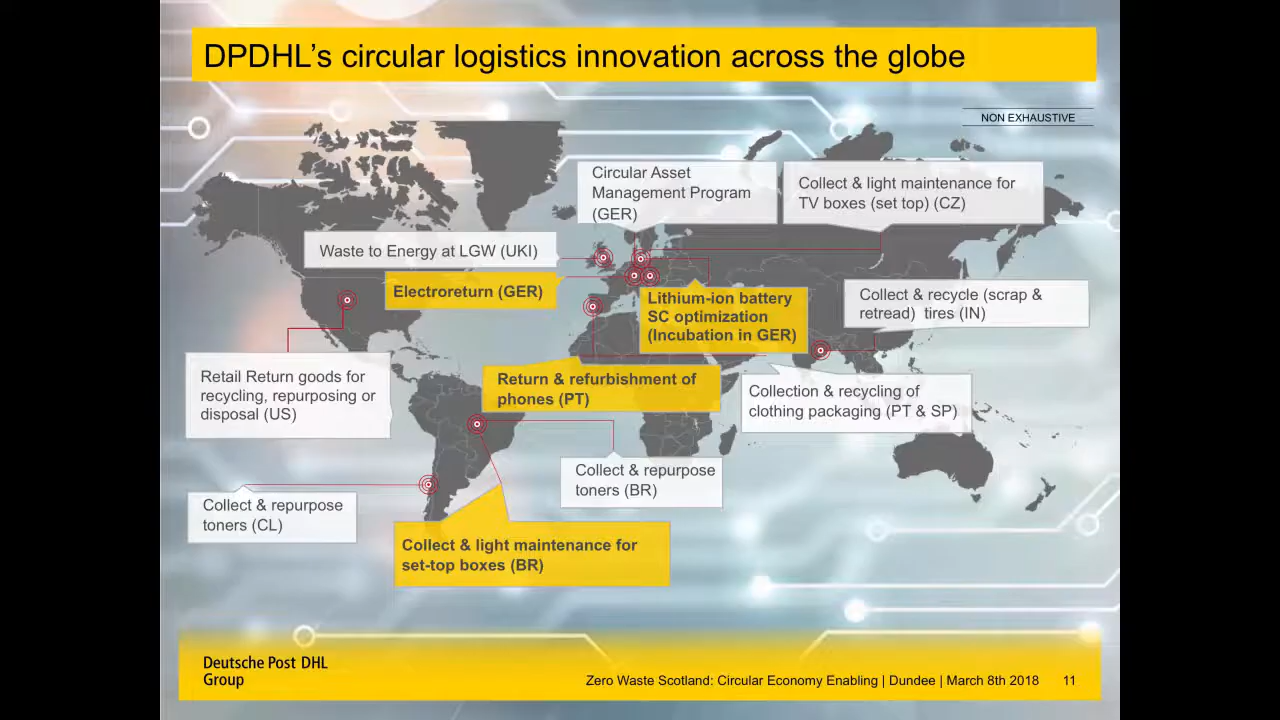 DPDHL’s circular logistics innovation across the globe
NON EXHAUSTIVE
Circular Asset
Management Program
(GER)
Collect & light maintenance for
TV boxes (set top) (CZ)
Waste to Energy at LGW (UKI)
Electroreturn (GER)
Lithium-ion battery
SC optimization
(Incubation in GER)
Collect & recycle (scrap &
retread) tires (IN)
Retail Return goods for
recycling, repurposing or
disposal (US)
Return & refurbishment of
phones (PT)
Collection & recycling of
clothing packaging (PT & SP)
Collect & repurpose
toners (BR)
Collect & repurpose
toners (CL)
Collect & light maintenance for
set-top boxes (BR)
Deutsche Post DHL
Group
Zero Waste Scotland: Circular Economy Enabling | Dundee | March 8th 2018 11